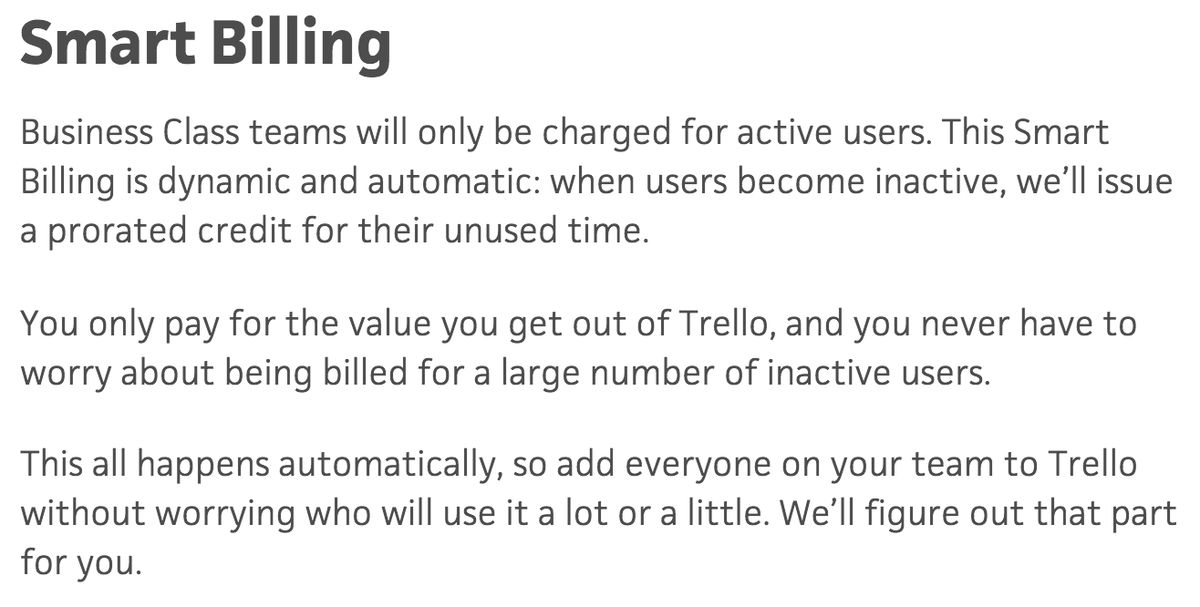 Smart Billing
Business Class teams will only be charged for active users. This Smart
Billing is dynamic and automatic: when users become inactive, we’ll issue
a prorated credit for their unused time.
You only pay for the value you get out of Trello, and you never have to
worry about being billed for a large number of inactive users.
This all happens automatically, so add everyone on your team to Trello
without worrying who will use it a lot or a little. We’ll figure out that part
for you.